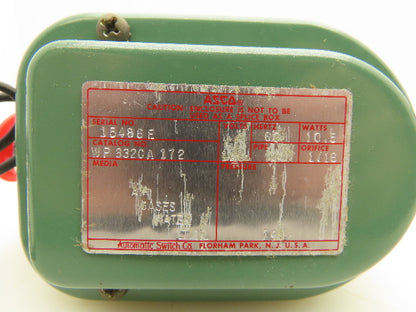 ASCO®
CAUTION ENCLOSURE IS NOT TO BE
USED AS A SPLICE BOX
SERIAL NO. HERTZ WATTS
15486E 60 10.5
CATALOG NO. PIPE ORIFICE
WP 8320A 172 1/16
MEDIA
GASES
WATER
Automatic Switch Co. FLORHAM PARK, N.J. U.S.A.